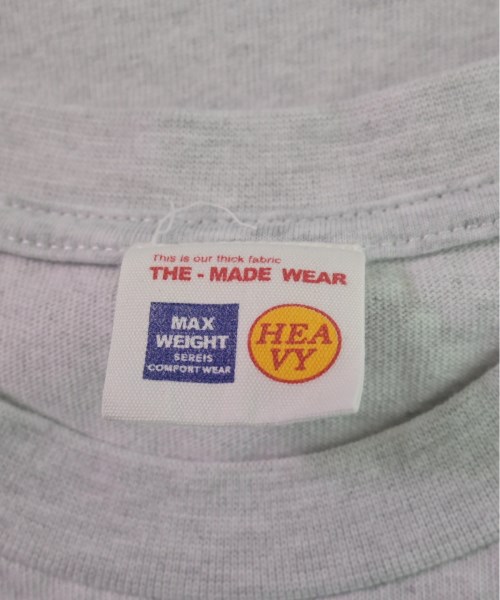 This is our thick fabric
THE - MADE WEAR
MAX
WEIGHT
SEREIS
COMFORT WEAR
HEA
VY